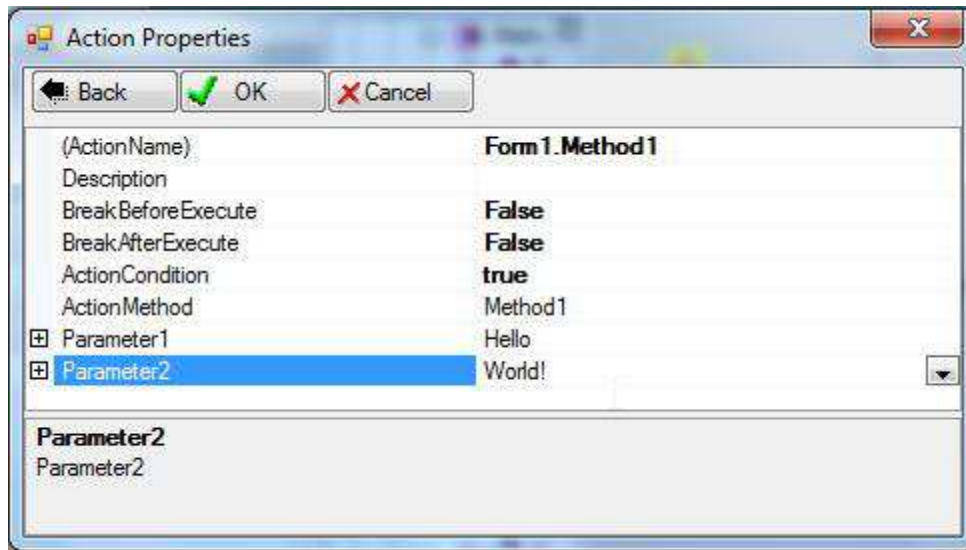 Action Properties
Back OK Cancel
(ActionName) Form1.Method1
Description
BreakBeforeExecute False
BreakAfterExecute False
ActionCondition true
ActionMethod Method1
Parameter1 Hello
Parameter2 World!
Parameter2
Parameter2